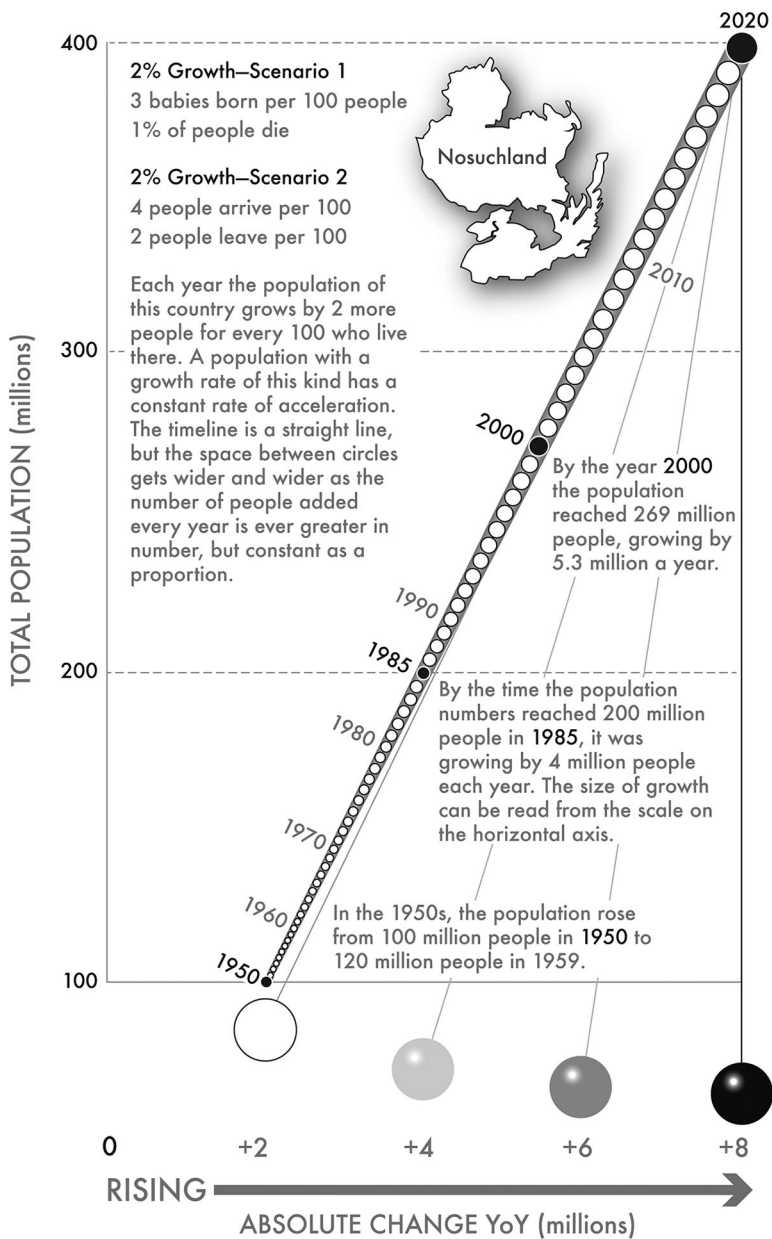 2020
400
2% Growth—Scenario 1
3 babies born per 100 people
1% of people die
2% Growth—Scenario 2
4 people arrive per 100
2 people leave per 100
Nosuchland
Each year the population of
this country grows by 2 more
people for every 100 who live
there. A population with a
growth rate of this kind has a
constant rate of acceleration.
The timeline is a straight line,
but the space between circles
gets wider and wider as the
number of people added
every year is ever greater in
number, but constant as a
proportion.
2010
300
2000
By the year 2000
the population
reached 269 million
people, growing by
5.3 million a year.
TOTAL POPULATION (millions)
1990
1985
200
By the time the population
numbers reached 200 million
people in 1985, it was
growing by 4 million people
each year. The size of growth
can be read from the scale on
the horizontal axis.
1980
1970
1960
In the 1950s, the population rose
from 100 million people in 1950 to
120 million people in 1959.
1950
100
0
+2
+4
+6
+8
RISING
ABSOLUTE CHANGE YoY (millions)